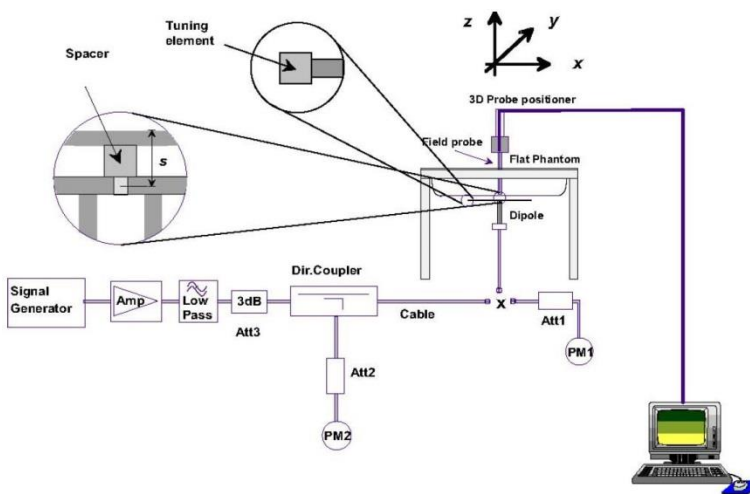 Tuning
element
Spacer
s
z
y
x
3D Probe positioner
Field probe
Flat Phantom
Dipole
Signal
Generator
Amp
Low
Pass
3dB
Att3
Dir.Coupler
Cable
x
Att1
PM1
Att2
PM2